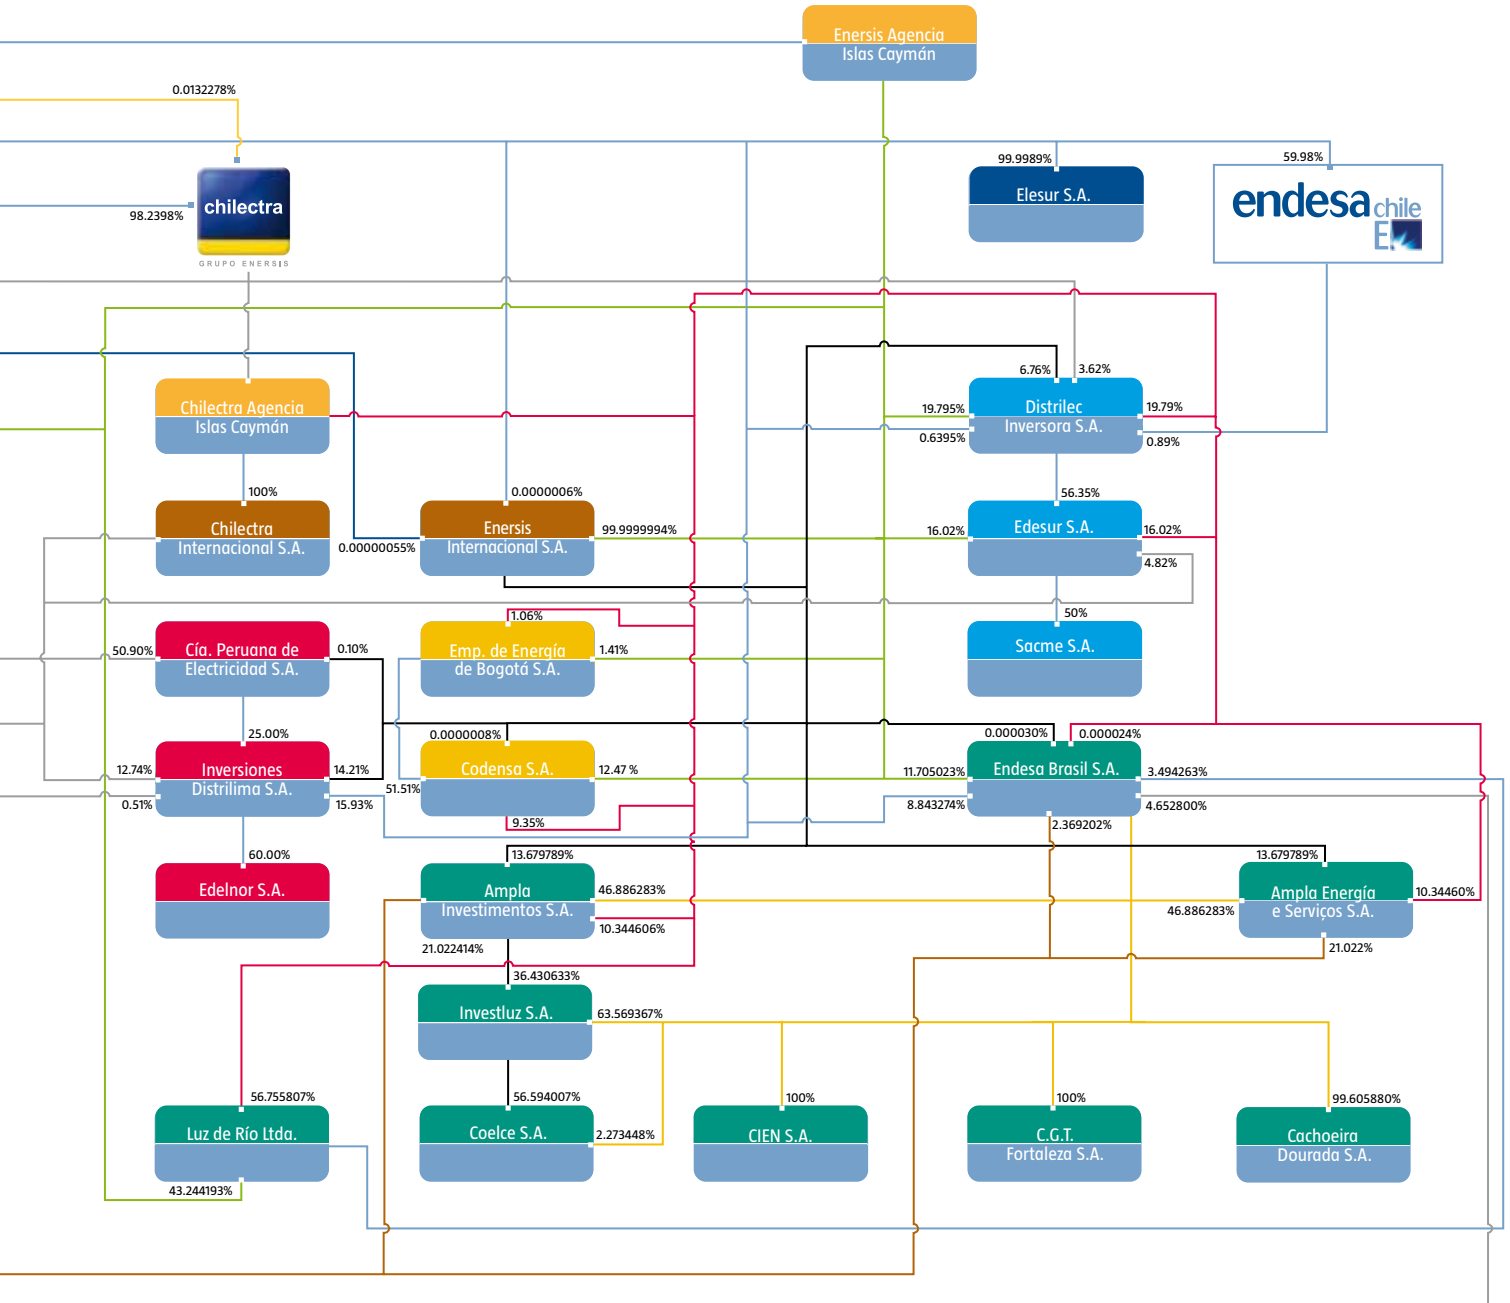 Enersis Agencia
Islas Caymán
0.0132278%
59.98%
99.9989%
Elesur S.A.
endesa chile
E
chilectra
98.2398%
GRUPO ENERSIS
6.76%
3.62%
Chilectra Agencia
Islas Caymán
19.795%
Distrilec
Inversora S.A.
19.79%
0.6395%
0.89%
100%
0.0000006%
56.35%
Chilectra
Internacional S.A.
0.00000055%
Enersis
Internacional S.A.
99.9999994%
16.02%
Edesur S.A.
16.02%
4.82%
1.06%
50%
50.90%
Cía. Peruana de
Electricidad S.A.
0.10%
Emp. de Energía
de Bogotá S.A.
1.41%
Sacme S.A.
25.00%
0.0000008%
0.000030%
0.000024%
12.74%
Inversiones
Distrilima S.A.
14.21%
0.51%
15.93%
51.51%
Codensa S.A.
12.47 %
11.705023%
Endesa Brasil S.A.
3.494263%
8.843274%
4.652800%
9.35%
2.369202%
60.00%
13.679789%
13.679789%
Edelnor S.A.
Ampla
Investimentos S.A.
46.886283%
10.344606%
46.886283%
Ampla Energía
e Serviços S.A.
10.34460%
21.022414%
21.022%
36.430633%
Investluz S.A.
63.569367%
56.755807%
56.594007%
100%
100%
99.605880%
Luz de Río Ltda.
Coelce S.A.
2.273448%
CIEN S.A.
C.G.T.
Fortaleza S.A.
Cachoeira
Dourada S.A.
43.244193%